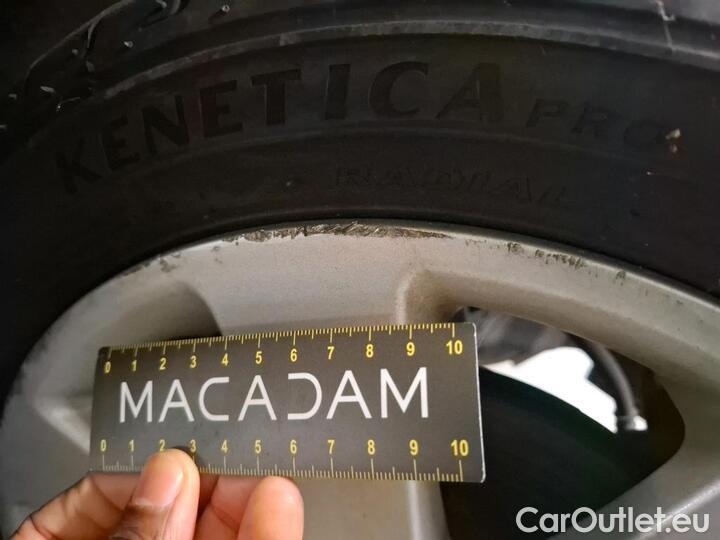 KENETICA PRO
RADIAL
0 1 2 3 4 5 6 7 8 9 10
MACADAM
0 1 2 3 4 5 6 7 8 9 10
CarOutlet.eu